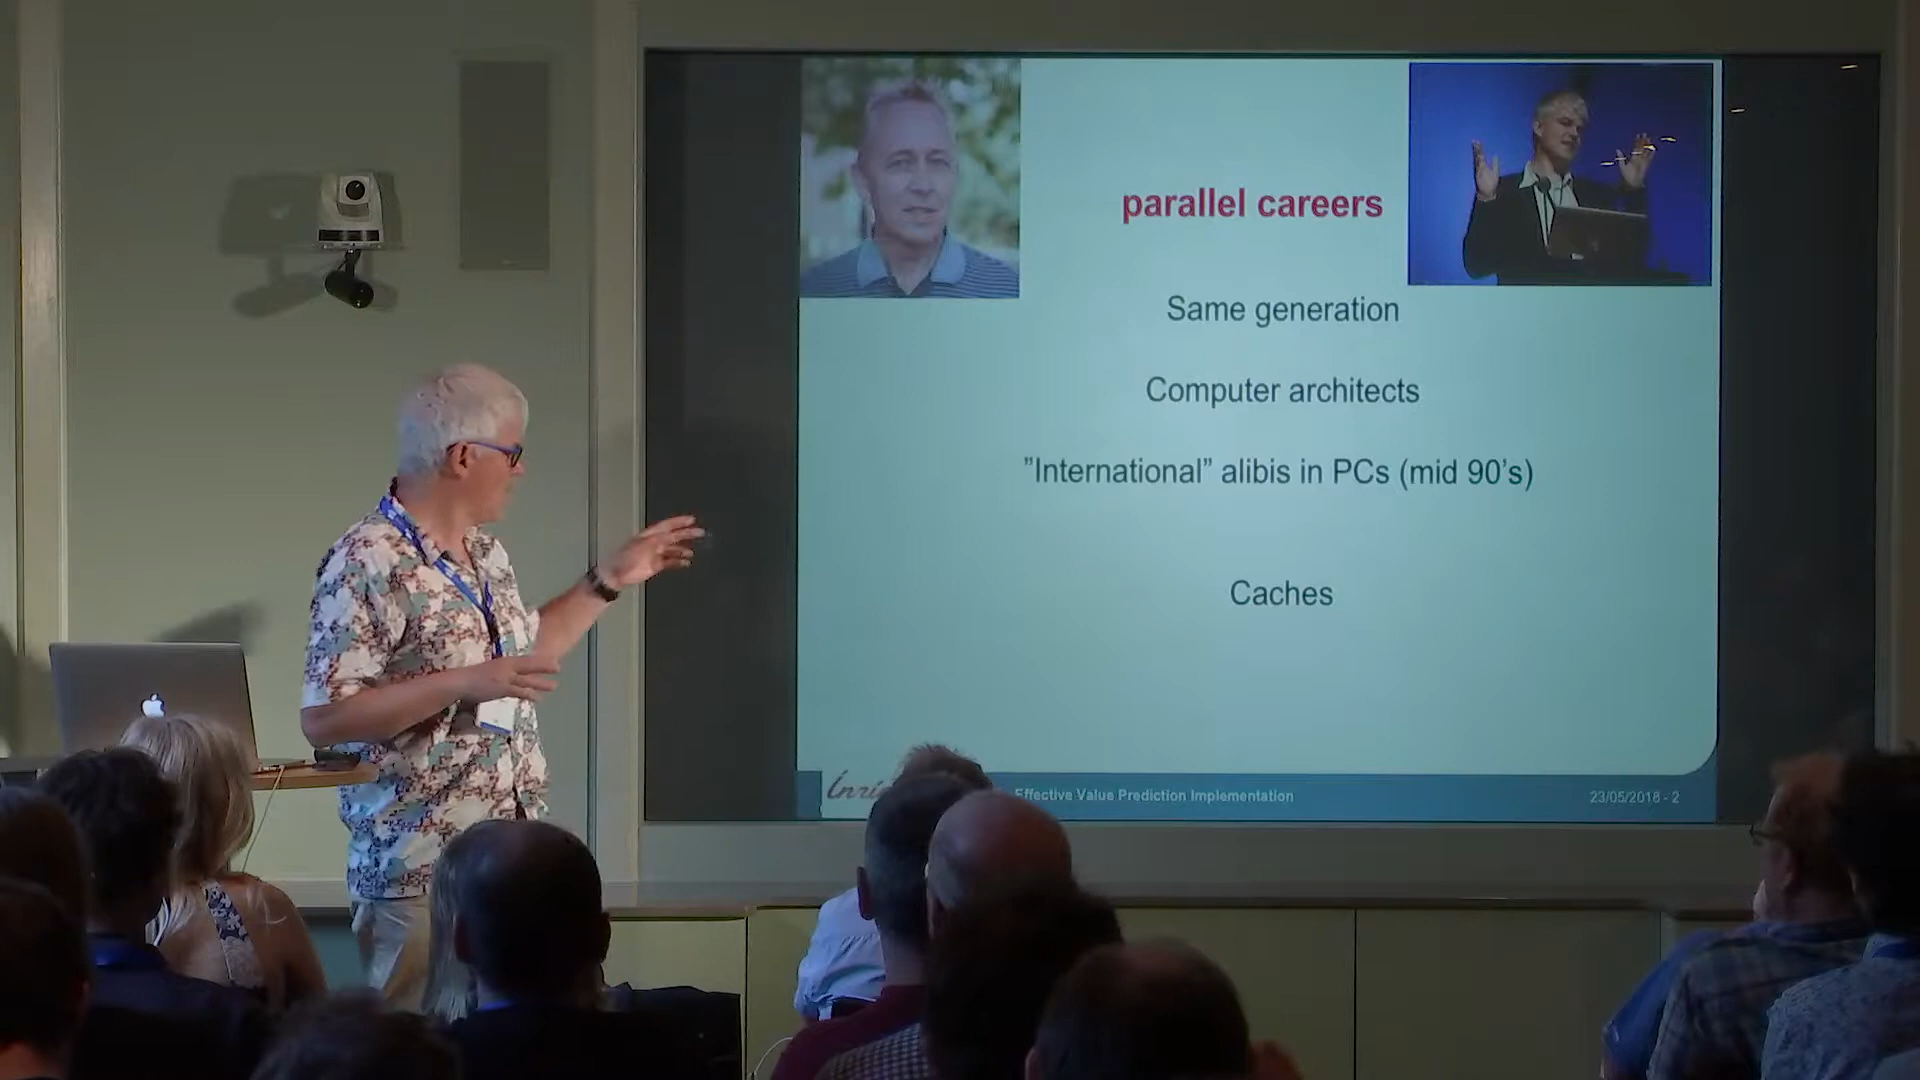 parallel careers
Same generation
Computer architects
”International” alibis in PCs (mid 90’s)
Caches
Effective Value Prediction Implementation
23/05/2018 - 2